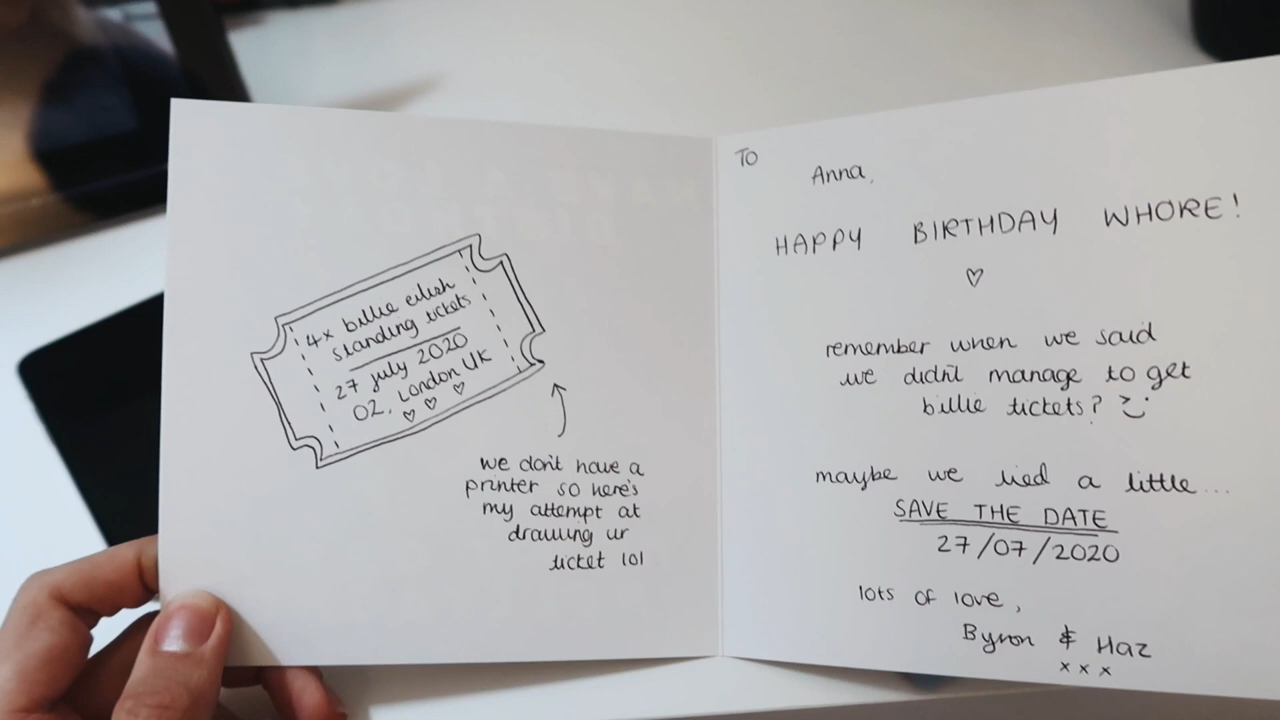 4x billie eilish
standing tickets
27 july 2020
O2, London UK
we don't have a
printer so here's
my attempt at
drawing ur
ticket lol
TO
Anna,
HAPPY BIRTHDAY WHORE!
remember when we said
we didn't manage to get
billie tickets?
maybe we lied a little...
SAVE THE DATE
27/07/2020
lots of love,
Byron & Haz
x x x